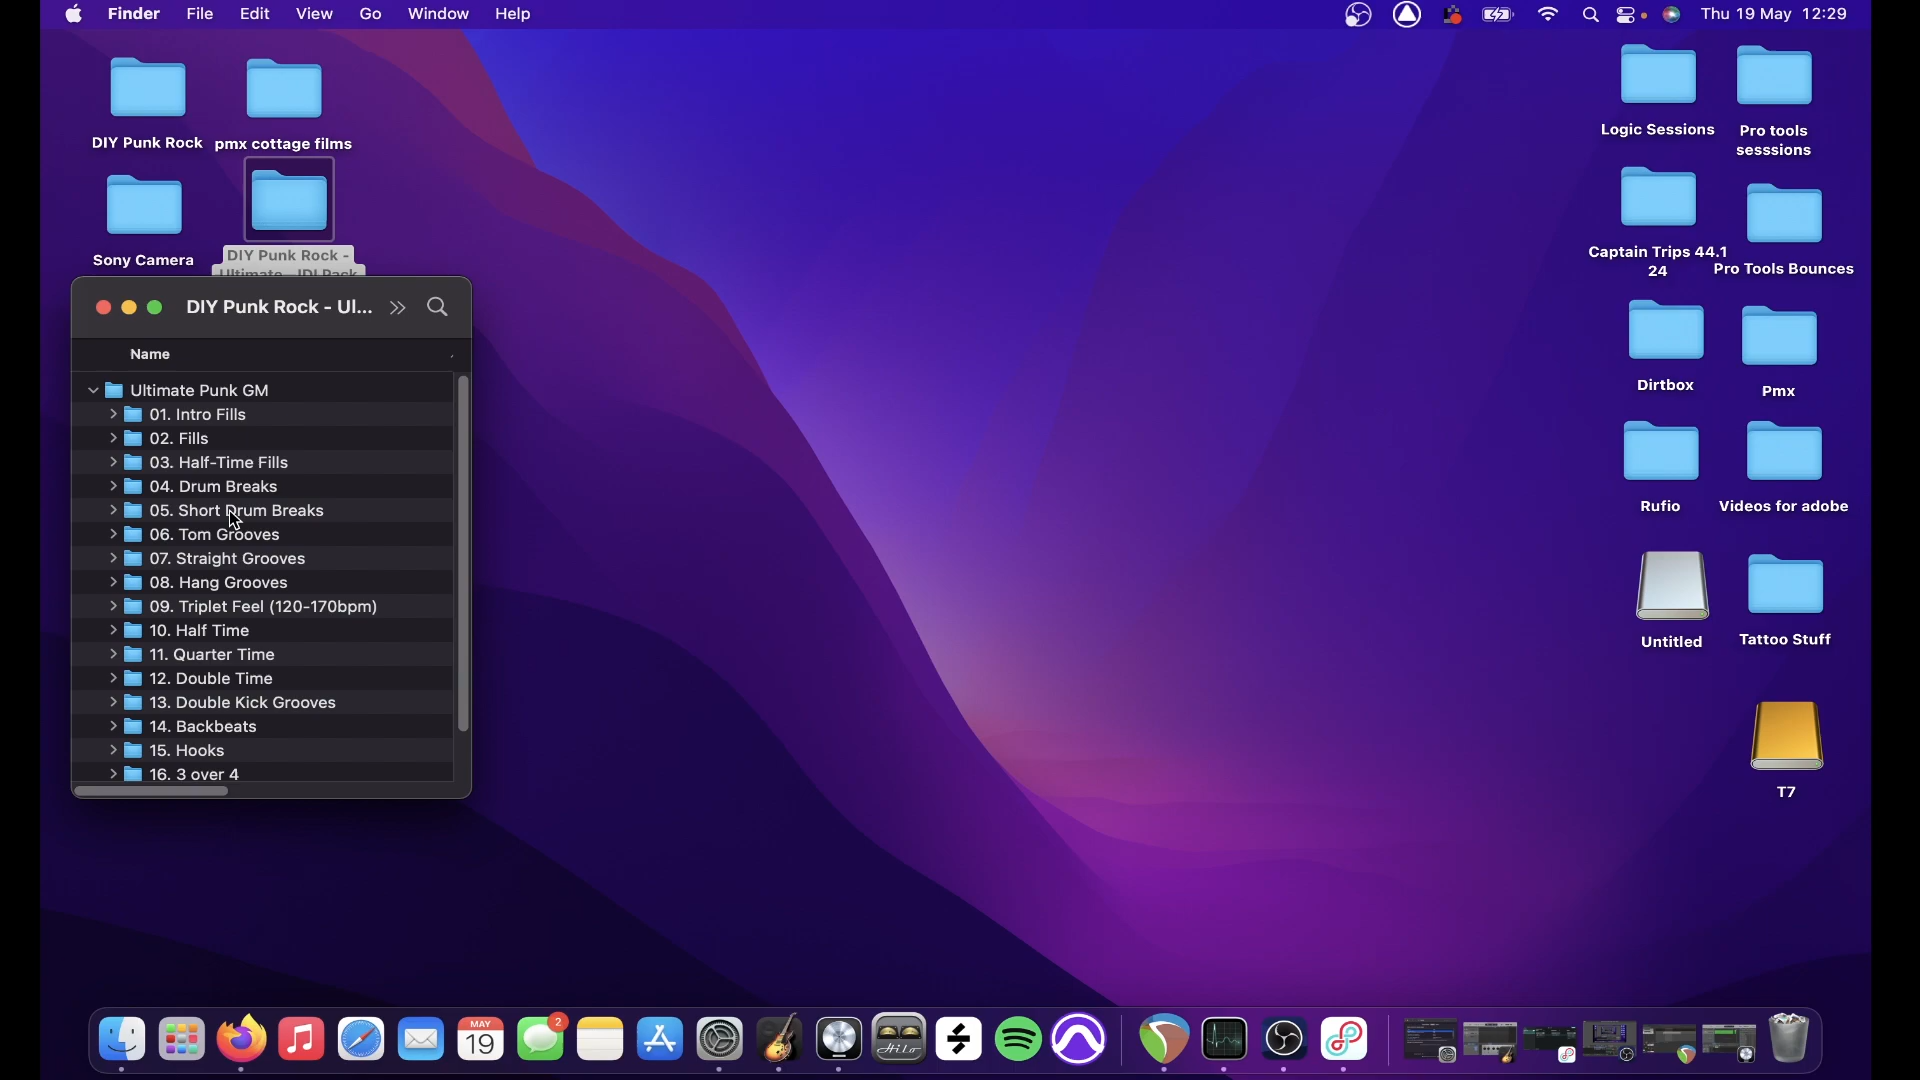 Finder File Edit View Go Window Help
Thu 19 May 12:29
DIY Punk Rock
pmx cottage films
Sony Camera
DIY Punk Rock -
Ultimate...IDI Pack
DIY Punk Rock - Ul...
Name
Ultimate Punk GM
01. Intro Fills
02. Fills
03. Half-Time Fills
04. Drum Breaks
05. Short Drum Breaks
06. Tom Grooves
07. Straight Grooves
08. Hang Grooves
09. Triplet Feel (120-170bpm)
10. Half Time
11. Quarter Time
12. Double Time
13. Double Kick Grooves
14. Backbeats
15. Hooks
16. 3 over 4
Logic Sessions
Pro tools
sesssions
Captain Trips 44.1
24
Pro Tools Bounces
Dirtbox
Pmx
Rufio
Videos for adobe
Untitled
Tattoo Stuff
T7
MAY
19
2
HiLo